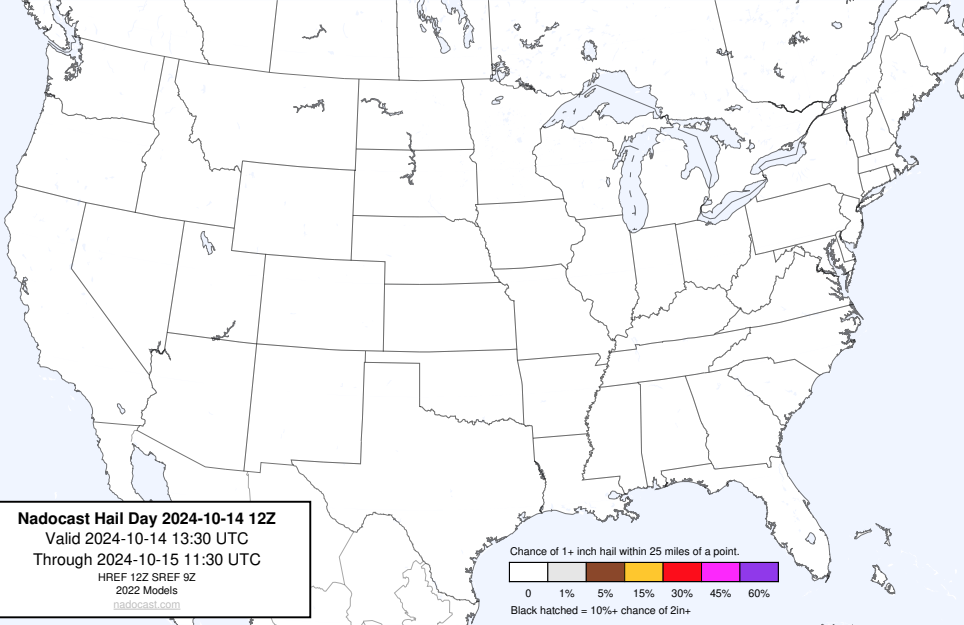 Nadocast Hail Day 2024-10-14 12Z
Valid 2024-10-14 13:30 UTC
Through 2024-10-15 11:30 UTC
HREF 12Z SREF 9Z
2022 Models
nadocast.com
Chance of 1+ inch hail within 25 miles of a point.
0 1% 5% 15% 30% 45% 60%
Black hatched = 10%+ chance of 2in+